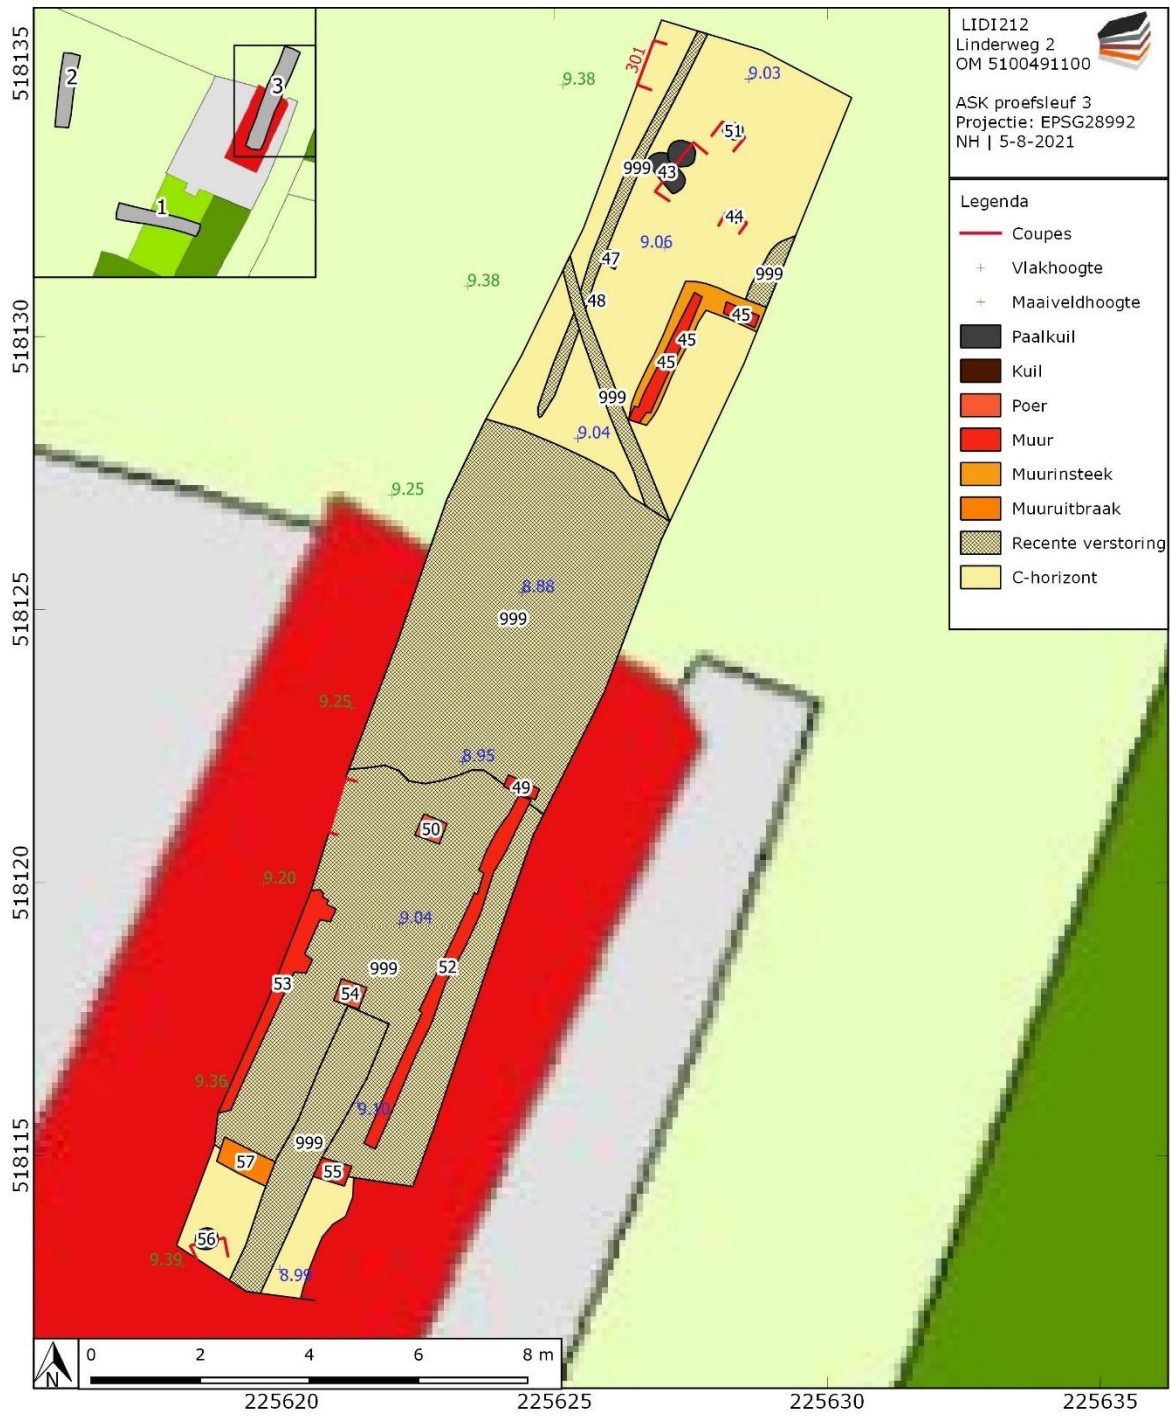 LIDI212
Linderweg 2
OM 5100491100
ASK proefsleuf 3
Projectie: EPSG28992
NH | 5-8-2021
Legenda
Coupes
Vlakhoogte
Maaiveldhoogte
Paalkuil
Kuil
Poer
Muur
Muurinsteek
Muuruitbraak
Recente verstoring
C-horizont
2
3
1
518135
518130
518125
518120
518115
301
9.38
9.03
51
999
43
44
9.06
47
999
9.38
48
45
45
45
999
9.04
9.25
8.88
999
9.25
8.95
49
50
9.20
9.04
999
52
53
54
9.36
9.10
999
57
55
56
9.39
8.99
N
0 2 4 6 8 m
225620 225625 225630 225635